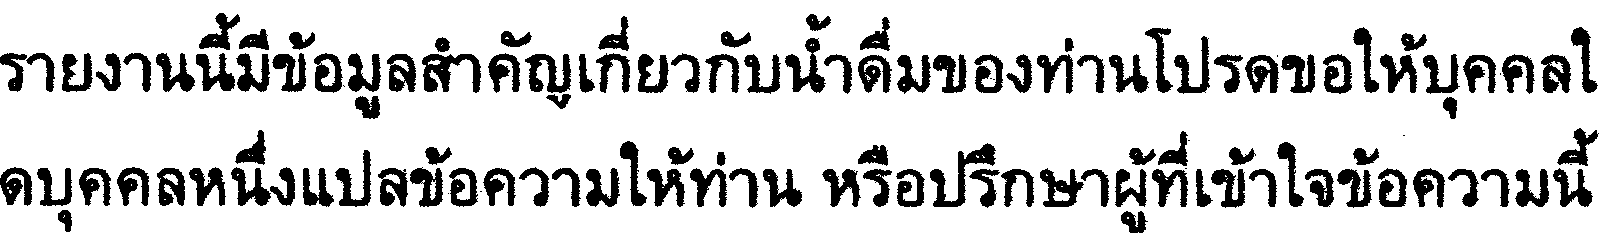 รายงานนี้มีข้อมูลสำคัญเกี่ยวกับน้ำดื่มของท่านโปรดขอให้บุคคลใ
ดบุคคลหนึ่งแปลข้อความให้ท่าน หรือปรึกษาผู้ที่เข้าใจข้อความนี้